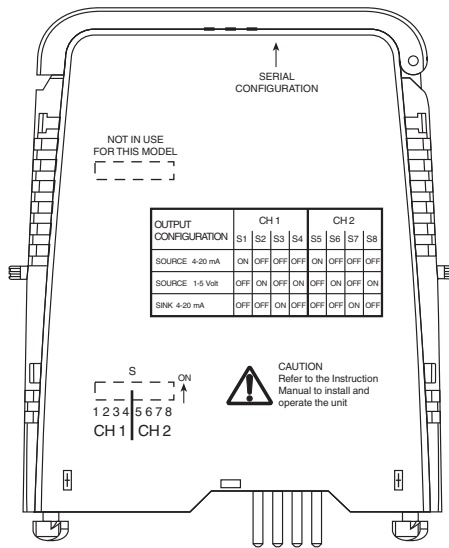 SERIAL
CONFIGURATION
NOT IN USE
FOR THIS MODEL
OUTPUT CONFIGURATION CH 1 CH 2
S1 S2 S3 S4 S5 S6 S7 S8
SOURCE 4-20 mA ON OFF OFF OFF ON OFF OFF OFF
SOURCE 1-5 Volt OFF ON OFF ON OFF ON OFF ON
SINK 4-20 mA OFF OFF ON OFF OFF OFF ON OFF
S
ON
1 2 3 4 5 6 7 8
CH 1 CH 2
CAUTION
Refer to the Instruction
Manual to install and
operate the unit